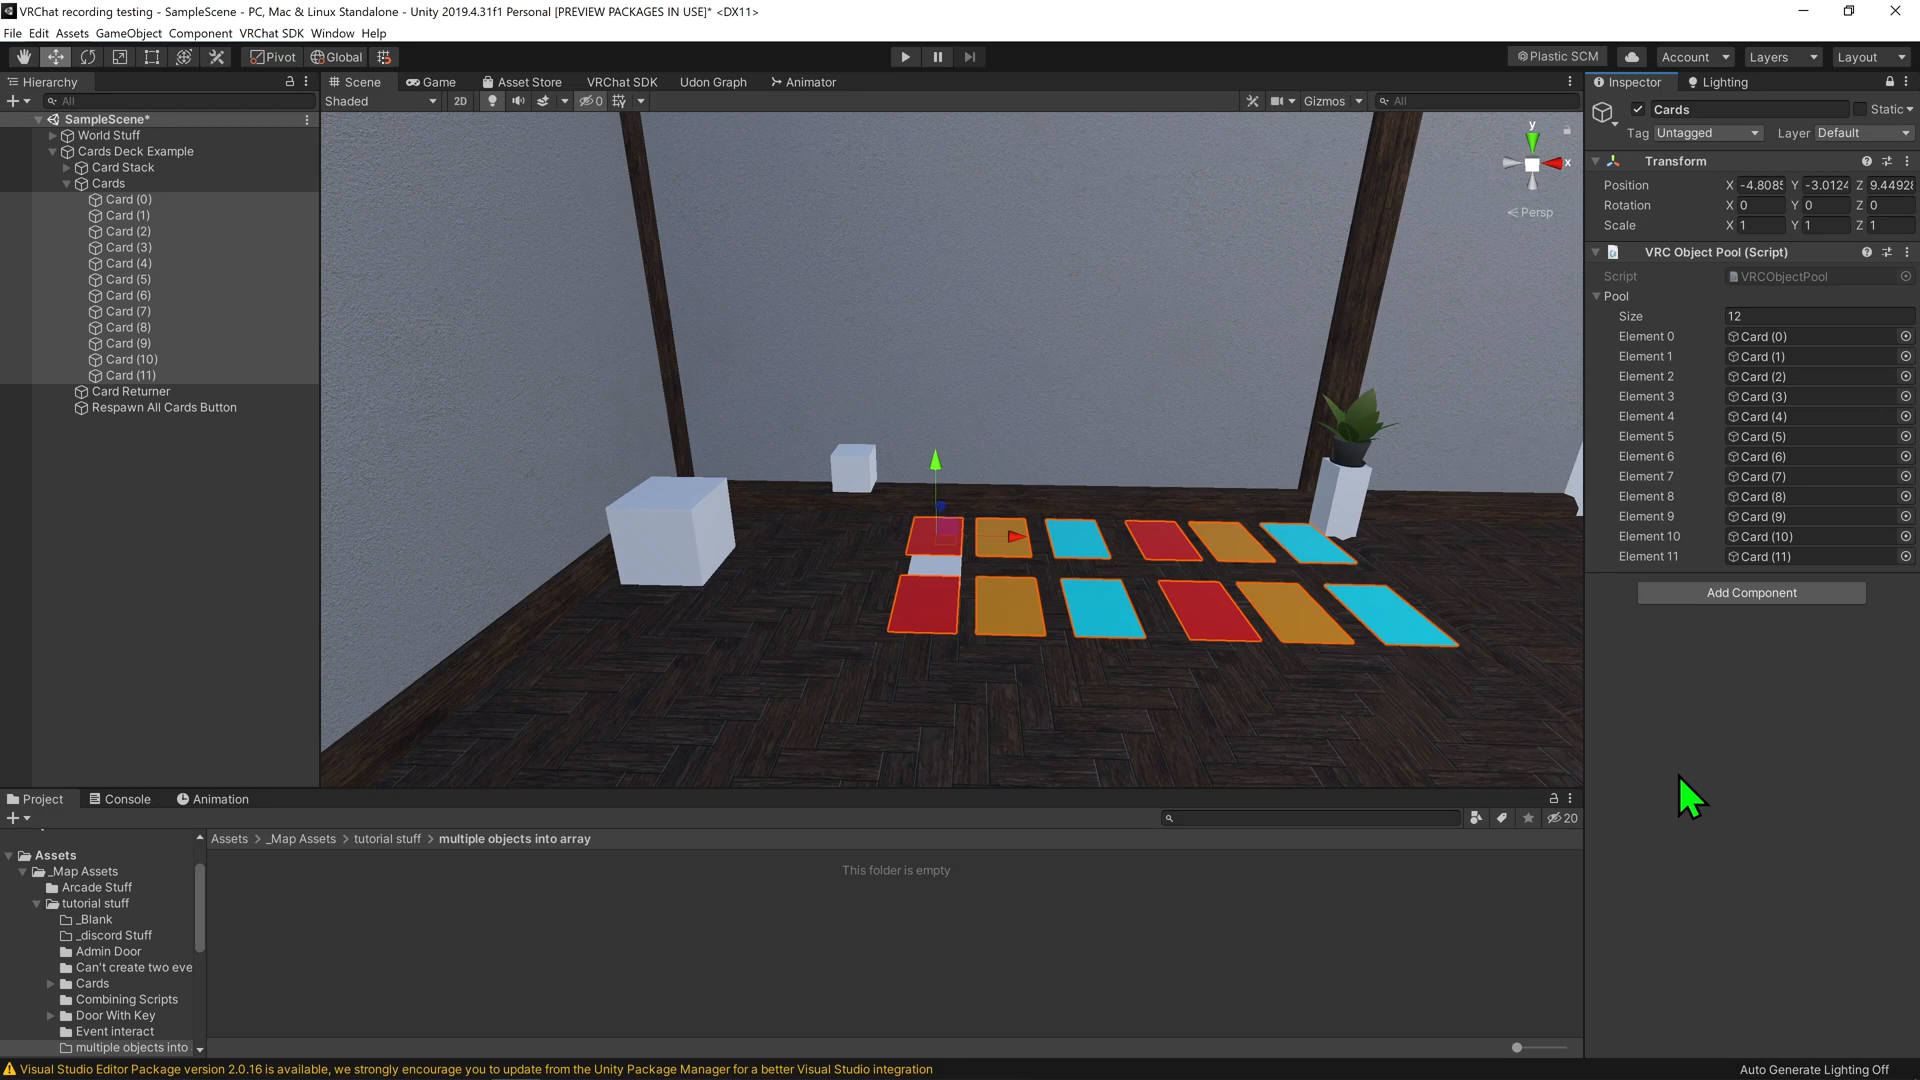 VRChat recording testing - SampleScene - PC, Mac & Linux Standalone - Unity 2019.4.31f1 Personal [PREVIEW PACKAGES IN USE]* <DX11>
File Edit Assets GameObject Component VRChat SDK Window Help
Pivot Global Plastic SCM Account Layers Layout
Hierarchy
All
SampleScene*
World Stuff
Cards Deck Example
Card Stack
Cards
Card (0)
Card (1)
Card (2)
Card (3)
Card (4)
Card (5)
Card (6)
Card (7)
Card (8)
Card (9)
Card (10)
Card (11)
Card Returner
Respawn All Cards Button
Scene Game Asset Store VRChat SDK Udon Graph Animator
Shaded 2D 0 Gizmos All
y
x
Persp
Inspector Lighting
Cards Static
Tag Untagged Layer Default
Transform
Position X -4.8085 Y -3.0124 Z 9.44928
Rotation X 0 Y 0 Z 0
Scale X 1 Y 1 Z 1
VRC Object Pool (Script)
Script VRCObjectPool
Pool
Size 12
Element 0 Card (0)
Element 1 Card (1)
Element 2 Card (2)
Element 3 Card (3)
Element 4 Card (4)
Element 5 Card (5)
Element 6 Card (6)
Element 7 Card (7)
Element 8 Card (8)
Element 9 Card (9)
Element 10 Card (10)
Element 11 Card (11)
Add Component
Project Console Animation
20
Assets
_Map Assets
Arcade Stuff
tutorial stuff
_Blank
_discord Stuff
Admin Door
Can't create two eve
Cards
Combining Scripts
Door With Key
Event interact
multiple objects into
Assets > _Map Assets > tutorial stuff > multiple objects into array
This folder is empty
Visual Studio Editor Package version 2.0.16 is available, we strongly encourage you to update from the Unity Package Manager for a better Visual Studio integration
Auto Generate Lighting Off